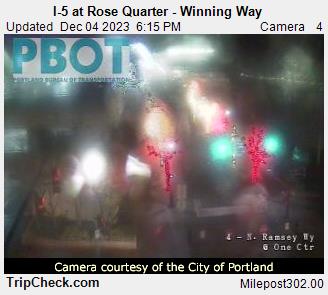 I-5 at Rose Quarter - Winning Way
Updated Dec 04 2023 6:15 PM Camera 4
PBOT
PORTLAND BUREAU OF TRANSPORTATION
4 - N. Ramsey Wy
@ One Ctr
Camera courtesy of the City of Portland
TripCheck.com Milepost302.00